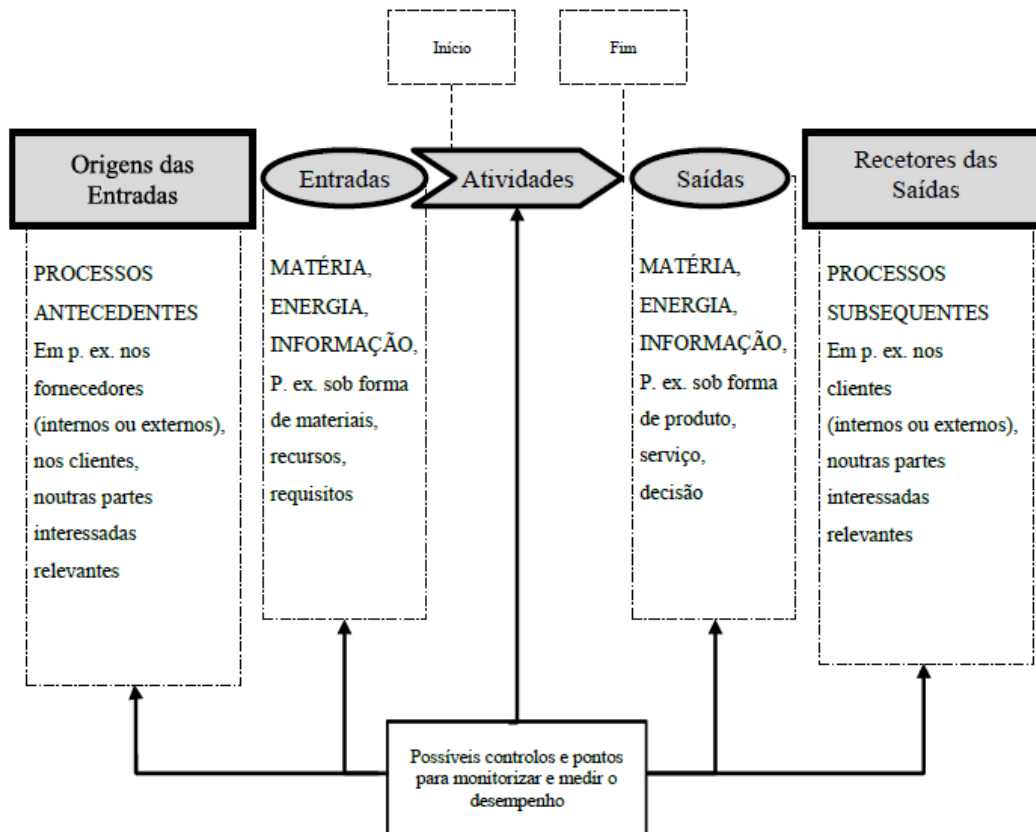 Início
Fim
Origens das
Entradas
Entradas
Atividades
Saídas
Recetores das
Saídas
PROCESSOS
ANTECEDENTES
Em p. ex. nos
fornecedores
(internos ou externos),
nos clientes,
noutras partes
interessadas
relevantes
MATÉRIA,
ENERGIA,
INFORMAÇÃO,
P. ex. sob forma
de materiais,
recursos,
requisitos
MATÉRIA,
ENERGIA,
INFORMAÇÃO,
P. ex. sob forma
de produto,
serviço,
decisão
PROCESSOS
SUBSEQUENTES
Em p. ex. nos
clientes
(internos ou externos),
noutras partes
interessadas
relevantes
Possíveis controlos e pontos
para monitorizar e medir o
desempenho